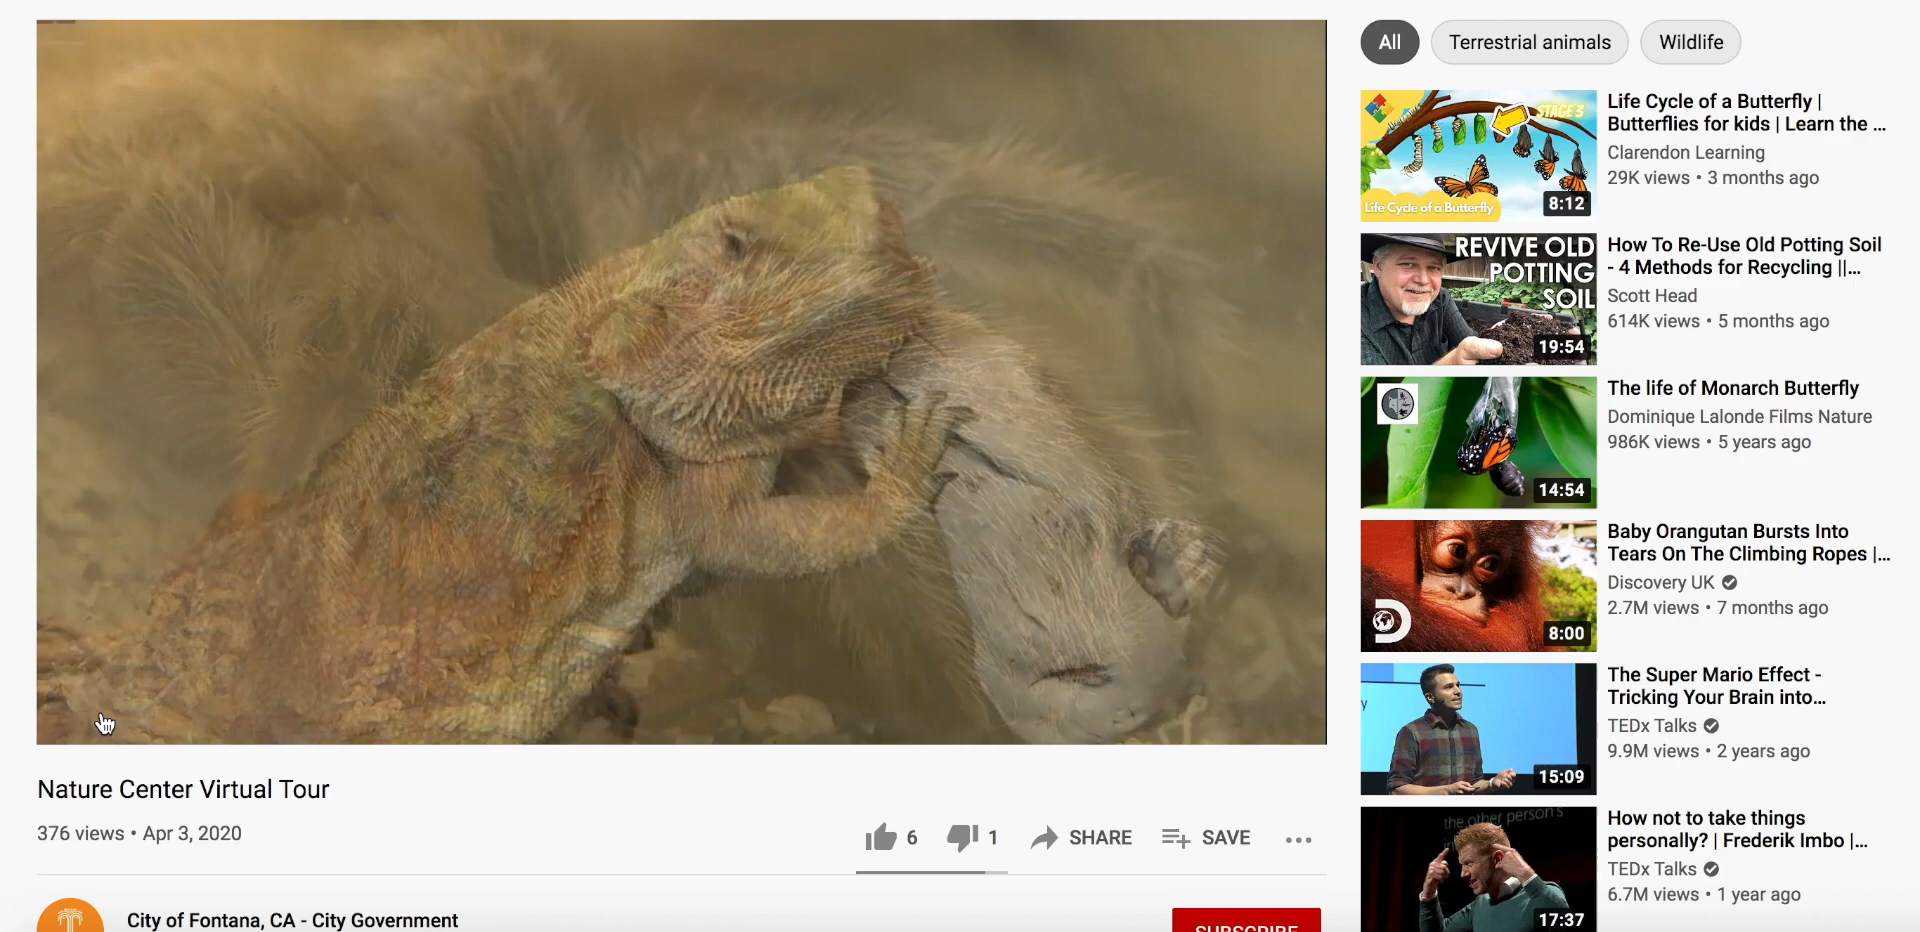 All
Terrestrial animals
Wildlife
STAGE 3
Life Cycle of a Butterfly
8:12
Life Cycle of a Butterfly |
Butterflies for kids | Learn the ...
Clarendon Learning
29K views • 3 months ago
REVIVE OLD
POTTING
SOIL
19:54
How To Re-Use Old Potting Soil
- 4 Methods for Recycling ||...
Scott Head
614K views • 5 months ago
14:54
The life of Monarch Butterfly
Dominique Lalonde Films Nature
986K views • 5 years ago
8:00
Baby Orangutan Bursts Into
Tears On The Climbing Ropes |...
Discovery UK
2.7M views • 7 months ago
y
15:09
The Super Mario Effect -
Tricking Your Brain into...
TEDx Talks
9.9M views • 2 years ago
the other person's
17:37
How not to take things
personally? | Frederik Imbo |...
TEDx Talks
6.7M views • 1 year ago
Nature Center Virtual Tour
376 views • Apr 3, 2020
6
1
SHARE
SAVE
City of Fontana, CA - City Government
SUBSCRIBE